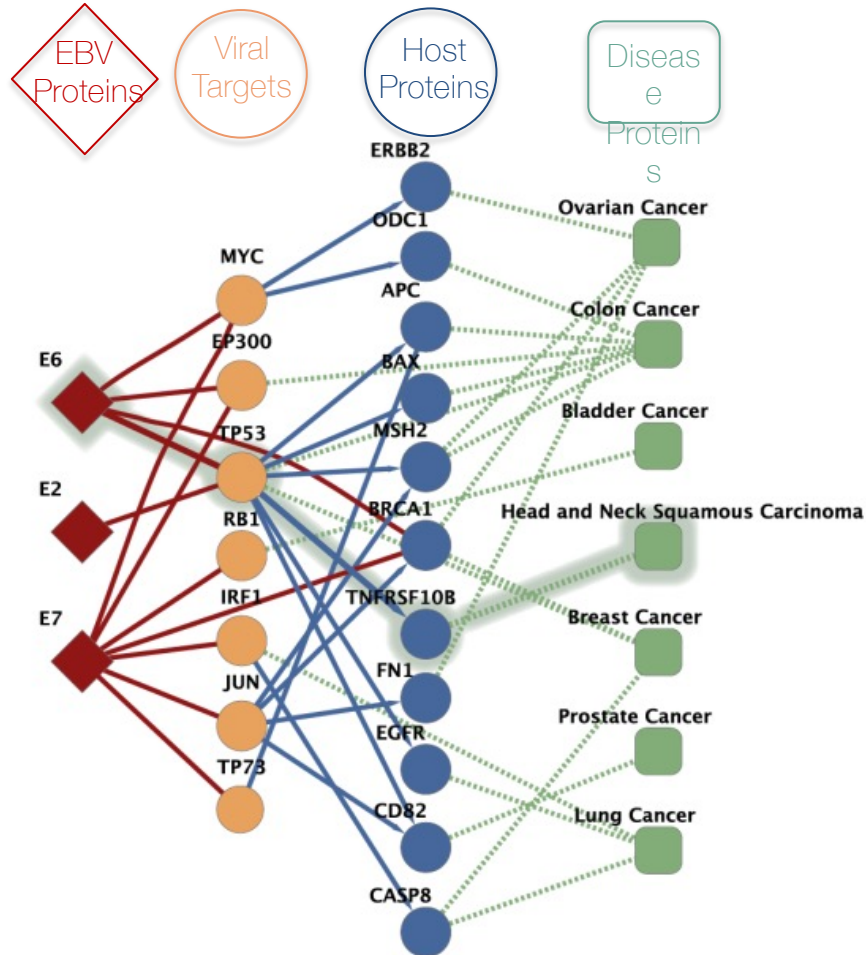 EBV
Proteins
Viral
Targets
Host
Proteins
Diseas
e
Protein
s
ERBB2
ODC1
APC
BAX
MSH2
BRCA1
TNFRSF10B
FN1
EGFR
CD82
CASP8
MYC
EP300
TP53
RB1
IRF1
JUN
TP73
E6
E2
E7
Ovarian Cancer
Colon Cancer
Bladder Cancer
Head and Neck Squamous Carcinoma
Breast Cancer
Prostate Cancer
Lung Cancer